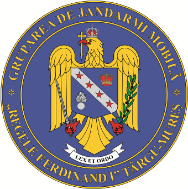 GRUPAREA DE JANDARMI MOBILĂ
"REGELE FERDINAND I" TÂRGU-MUREȘ
LEX ET ORDO